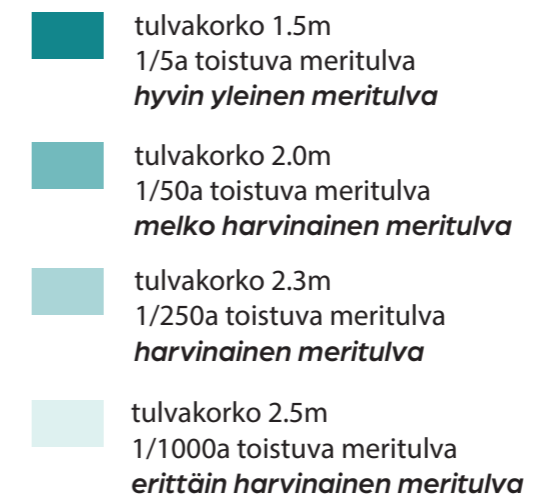 tulvakorko 1.5m
1/5a toistuva meritulva
hyvin yleinen meritulva
tulvakorko 2.0m
1/50a toistuva meritulva
melko harvinainen meritulva
tulvakorko 2.3m
1/250a toistuva meritulva
harvinainen meritulva
tulvakorko 2.5m
1/1000a toistuva meritulva
erittäin harvinainen meritulva